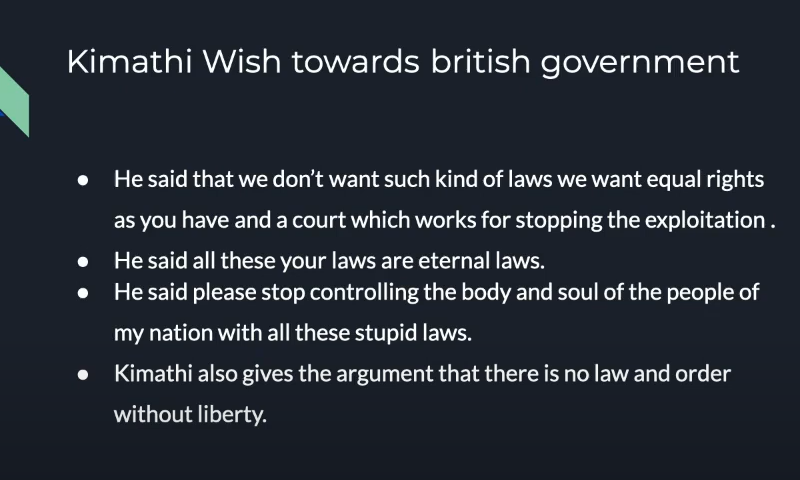 Kimathi Wish towards british government
● He said that we don’t want such kind of laws we want equal rights
as you have and a court which works for stopping the exploitation .
● He said all these your laws are eternal laws.
● He said please stop controlling the body and soul of the people of
my nation with all these stupid laws.
● Kimathi also gives the argument that there is no law and order
without liberty.